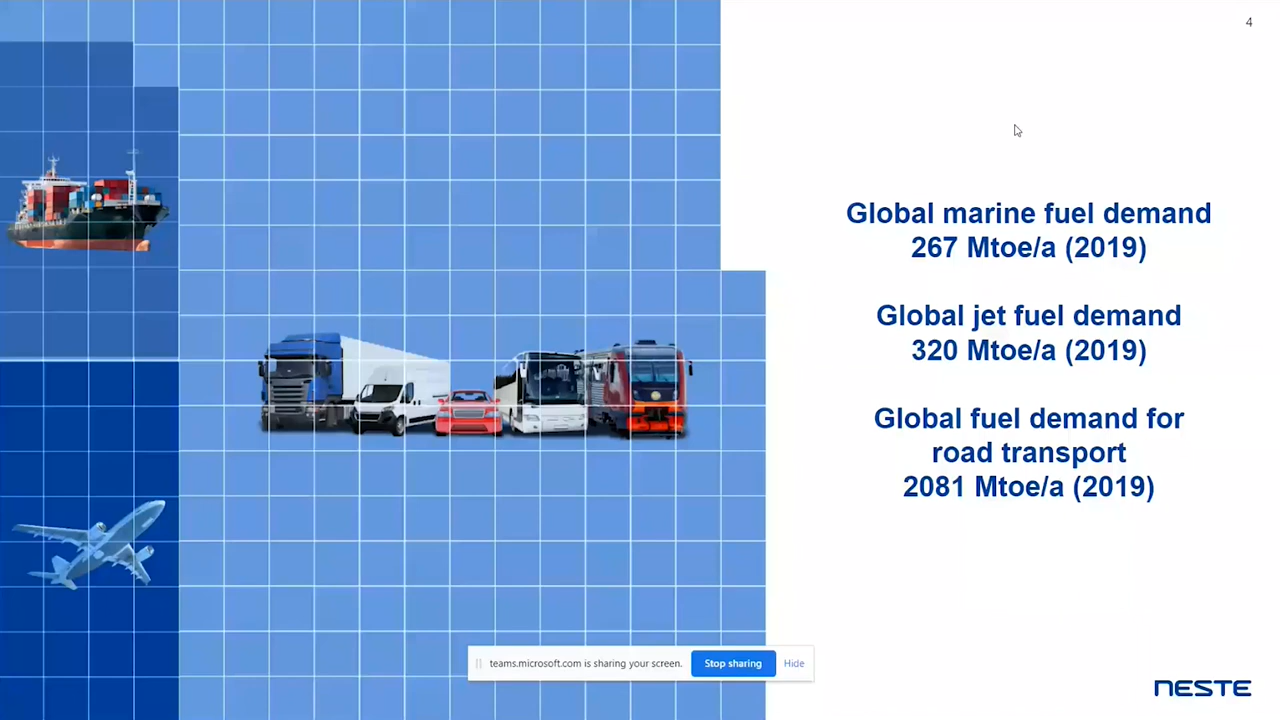 4
Global marine fuel demand
267 Mtoe/a (2019)
Global jet fuel demand
320 Mtoe/a (2019)
Global fuel demand for
road transport
2081 Mtoe/a (2019)
teams.microsoft.com is sharing your screen. Stop sharing Hide
NESTE